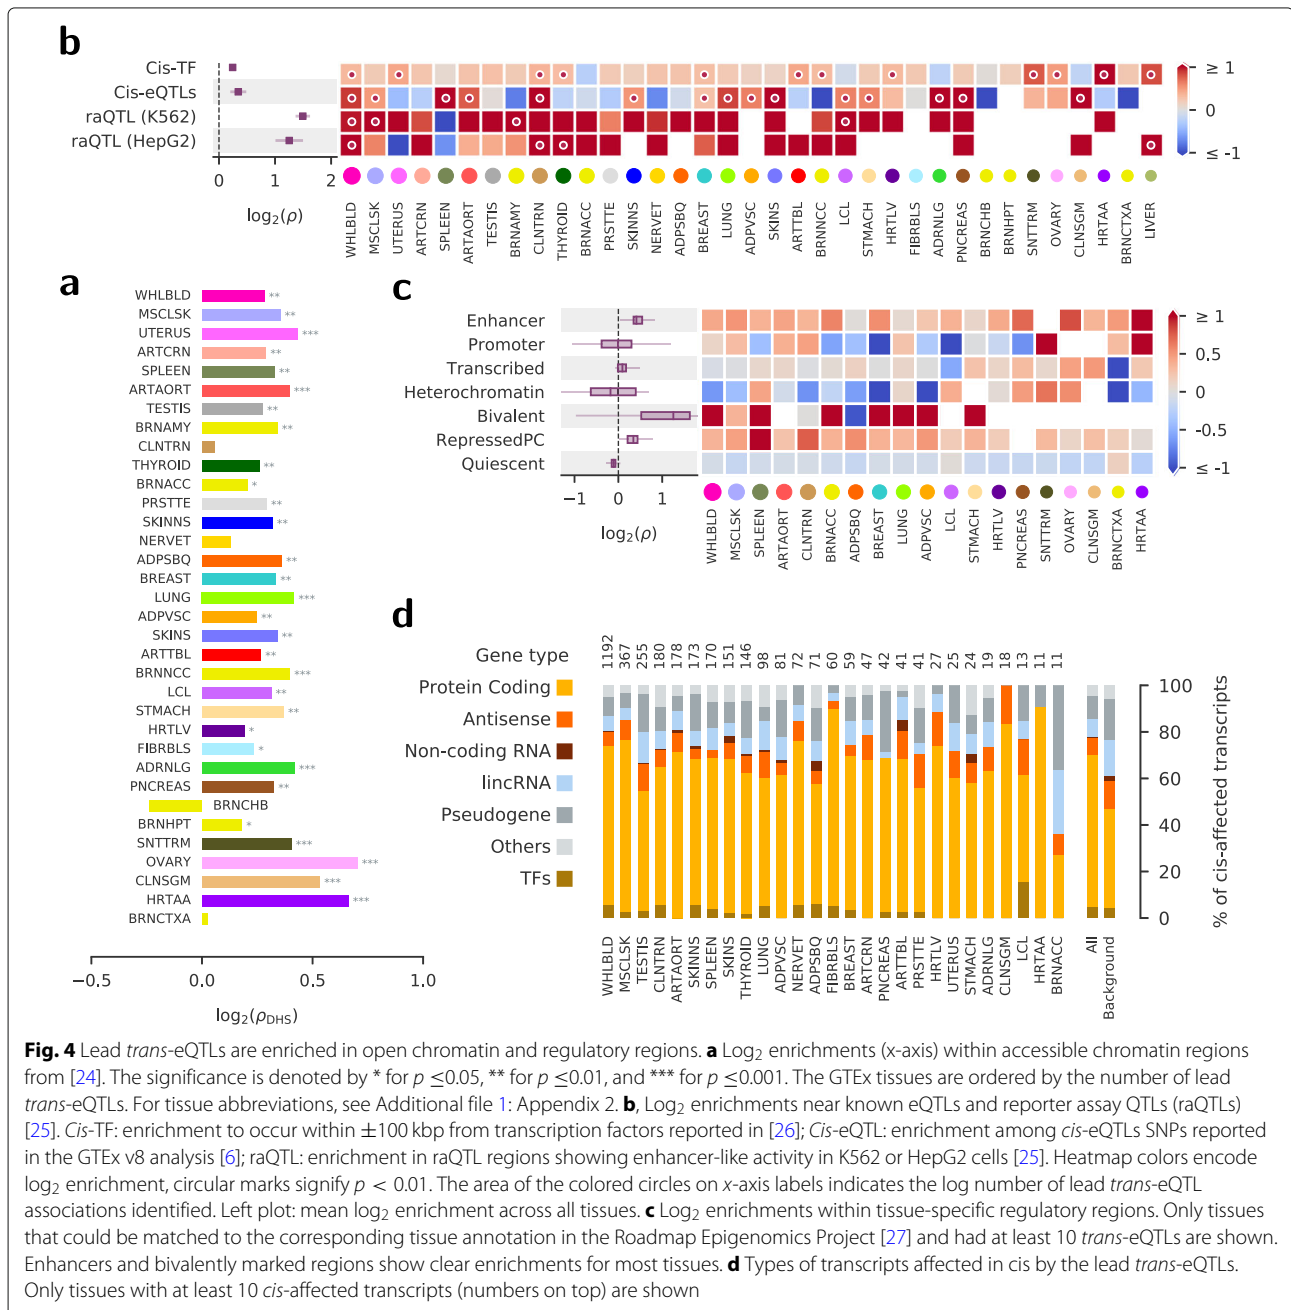 b
Cis-TF
Cis-eQTLs
raQTL (K562)
raQTL (HepG2)
0 1 2
log2(ρ)
≥ 1
0
≤ -1
WHLBLD MSCLSK UTERUS ARTCRN SPLEEN ARTAORT TESTIS BRNAMY CLNTRN THYROID BRNACC PRSTTE SKINNS NERVET ADPSBQ BREAST LUNG ADPVSC SKINS ARTTBL BRNNCC LCL STMACH HRTLV FIBRBLS ADRNLG PNCREAS BRNCHB BRNHPT SNTTRM OVARY CLNSGM HRTAA BRNCTXA LIVER
a
WHLBLD **
MSCLSK **
UTERUS ***
ARTCRN **
SPLEEN **
ARTAORT ***
TESTIS **
BRNAMY **
CLNTRN
THYROID **
BRNACC *
PRSTTE **
SKINNS **
NERVET
ADPSBQ **
BREAST **
LUNG ***
ADPVSC **
SKINS **
ARTTBL **
BRNNCC ***
LCL **
STMACH **
HRTLV *
FIBRBLS *
ADRNLG ***
PNCREAS **
BRNCHB
BRNHPT *
SNTTRM ***
OVARY ***
CLNSGM ***
HRTAA ***
BRNCTXA
−0.5 0.0 0.5 1.0
log2(ρDHS)
c
Enhancer
Promoter
Transcribed
Heterochromatin
Bivalent
RepressedPC
Quiescent
−1 0 1
log2(ρ)
≥ 1
0.5
0
-0.5
≤ -1
WHLBLD MSCLSK SPLEEN ARTAORT CLNTRN BRNACC ADPSBQ BREAST LUNG ADPVSC LCL STMACH HRTLV PNCREAS SNTTRM OVARY CLNSGM BRNCTXA HRTAA
d
Gene type
Protein Coding
Antisense
Non-coding RNA
lincRNA
Pseudogene
Others
TFs
1192 367 255 180 178 173 170 151 146 98 81 72 71 60 59 47 42 41 41 27 25 24 19 18 13 11 11
100
80
60
40
20
0
% of cis-affected transcripts
WHLBLD MSCLSK TESTIS CLNTRN ARTAORT SKINNS SPLEEN SKINS THYROID LUNG ADPVSC NERVET ADPSBQ FIBRBLS BREAST ARTCRN PNCREAS ARTTBL PRSTTE HRTLV UTERUS STMACH ADRNLG CLNSGM LCL HRTAA BRNACC All Background
Fig. 4 Lead trans-eQTLs are enriched in open chromatin and regulatory regions. a Log2 enrichments (x-axis) within accessible chromatin regions
from [24]. The significance is denoted by * for p ≤0.05, ** for p ≤0.01, and *** for p ≤0.001. The GTEx tissues are ordered by the number of lead
trans-eQTLs. For tissue abbreviations, see Additional file 1: Appendix 2. b, Log2 enrichments near known eQTLs and reporter assay QTLs (raQTLs)
[25]. Cis-TF: enrichment to occur within ±100 kbp from transcription factors reported in [26]; Cis-eQTL: enrichment among cis-eQTLs SNPs reported
in the GTEx v8 analysis [6]; raQTL: enrichment in raQTL regions showing enhancer-like activity in K562 or HepG2 cells [25]. Heatmap colors encode
log2 enrichment, circular marks signify p < 0.01. The area of the colored circles on x-axis labels indicates the log number of lead trans-eQTL
associations identified. Left plot: mean log2 enrichment across all tissues. c Log2 enrichments within tissue-specific regulatory regions. Only tissues
that could be matched to the corresponding tissue annotation in the Roadmap Epigenomics Project [27] and had at least 10 trans-eQTLs are shown.
Enhancers and bivalently marked regions show clear enrichments for most tissues. d Types of transcripts affected in cis by the lead trans-eQTLs.
Only tissues with at least 10 cis-affected transcripts (numbers on top) are shown